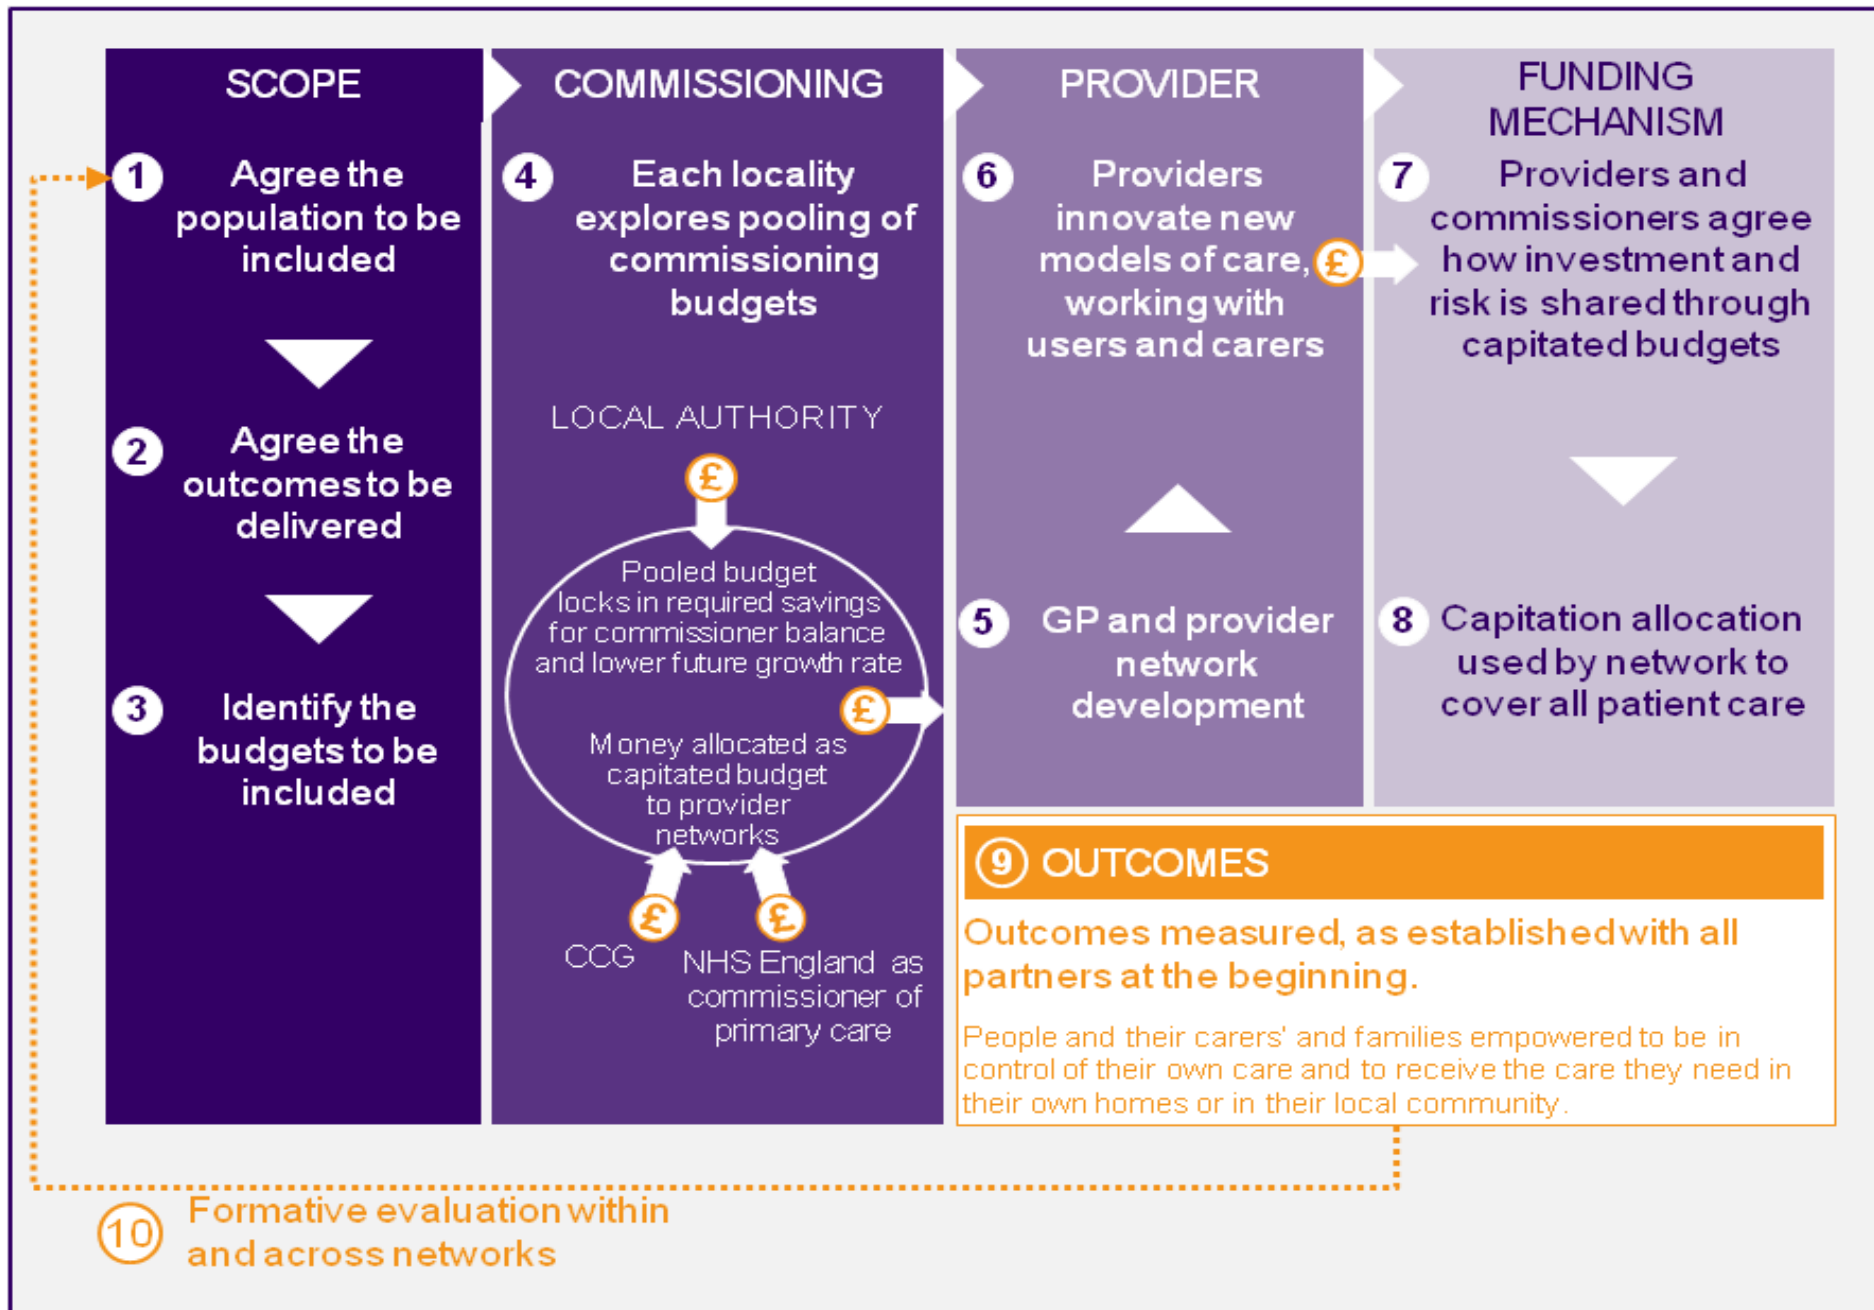 SCOPE
1
Agree the
population to be
included
2
Agree the
outcomes to be
delivered
3
Identify the
budgets to be
included
COMMISSIONING
4
Each locality
explores pooling of
commissioning
budgets
LOCAL AUTHORITY
£
Pooled budget
locks in required savings
for commissioner balance
and lower future growth rate
£
Money allocated as
capitated budget
to provider
networks
£
£
CCG
NHS England as
commissioner of
primary care
PROVIDER
6
Providers
innovate new
models of care,
working with
users and carers
£
5
GP and provider
network
development
FUNDING
MECHANISM
7
Providers and
commissioners agree
how investment and
risk is shared through
capitated budgets
8
Capitation allocation
used by network to
cover all patient care
9 OUTCOMES
Outcomes measured, as established with all
partners at the beginning.
People and their carers' and families empowered to be in
control of their own care and to receive the care they need in
their own homes or in their local community.
10
Formative evaluation within
and across networks